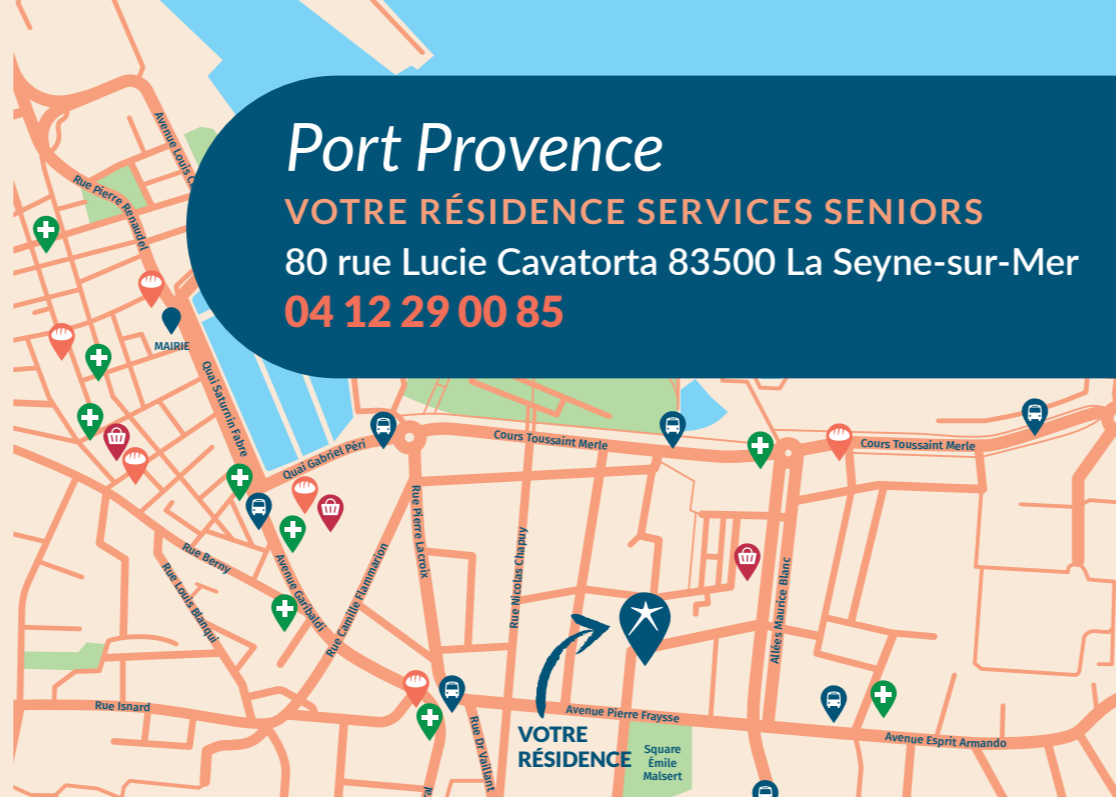 Port Provence
VOTRE RÉSIDENCE SERVICES SENIORS
80 rue Lucie Cavatorta 83500 La Seyne-sur-Mer
04 12 29 00 85
Avenue Louis
Rue Pierre Renaudel
MAIRIE
Quai Saturnin Fabre
Quai Gabriel Péri
Cours Toussaint Merle
Cours Toussaint Merle
Rue Pierre Lacroix
Rue Nicolas Chapuy
Rue Berny
Rue Louis Blanqui
Avenue Garibaldi
Rue Camille Flammarion
Allées Maurice Blanc
Rue Isnard
Avenue Pierre Fraysse
Avenue Esprit Armando
Rue Dr Vaillant
VOTRE
RÉSIDENCE
Square
Émile
Malsert